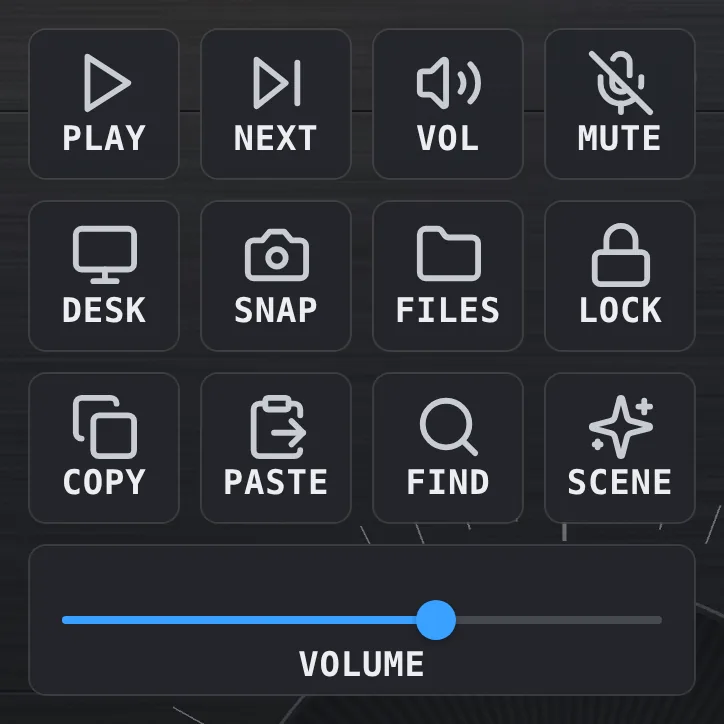 PLAY NEXT VOL MUTE
DESK SNAP FILES LOCK
COPY PASTE FIND SCENE
VOLUME